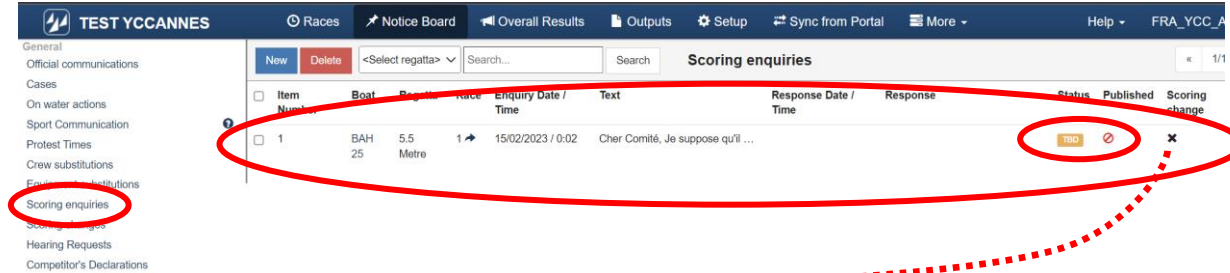 TEST YCCANNES Races Notice Board Overall Results Outputs Setup Sync from Portal More Help FRA_YCC_A
General
Official communications
Cases
On water actions
Sport Communication
Protest Times
Crew substitutions
Equipment substitutions
Scoring enquiries
Scoring changes
Hearing Requests
Competitor's Declarations
New Delete <Select regatta> Search... Search Scoring enquiries « 1/1
Item Number Boat Regatta Race Enquiry Date / Time Text Response Date / Time Response Status Published Scoring change
1 BAH 25 5.5 Metre 1 15/02/2023 / 0:02 Cher Comité, Je suppose qu'il … TBD